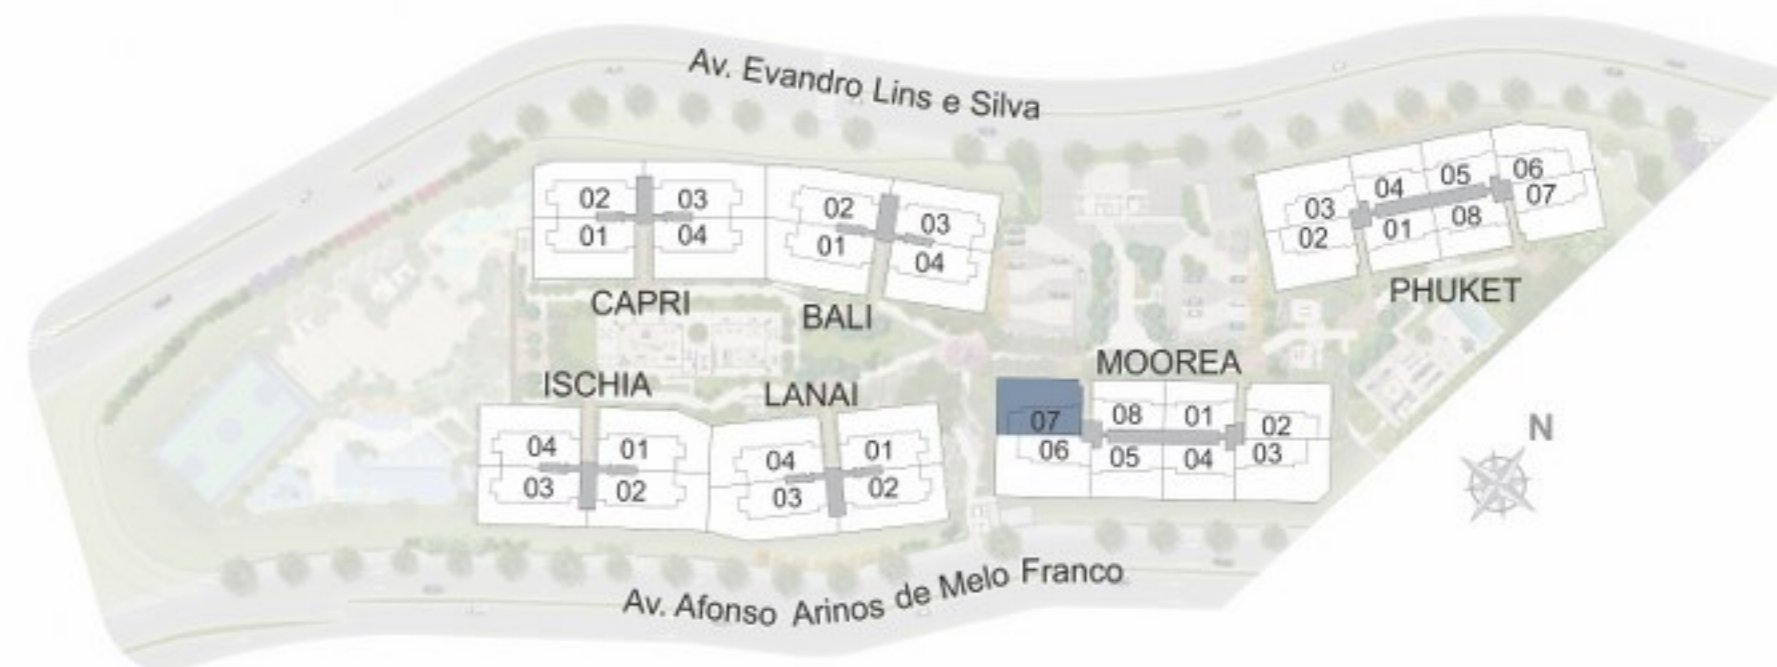 Av. Evandro Lins e Silva
02 03
01 04
CAPRI
02 03
01 04
BALI
04 05 06
03 07
02 01 08
PHUKET
ISCHIA
04 01
03 02
LANAI
04 01
03 02
MOOREA
07 08 01 02
06 05 04 03
N
Av. Afonso Arinos de Melo Franco